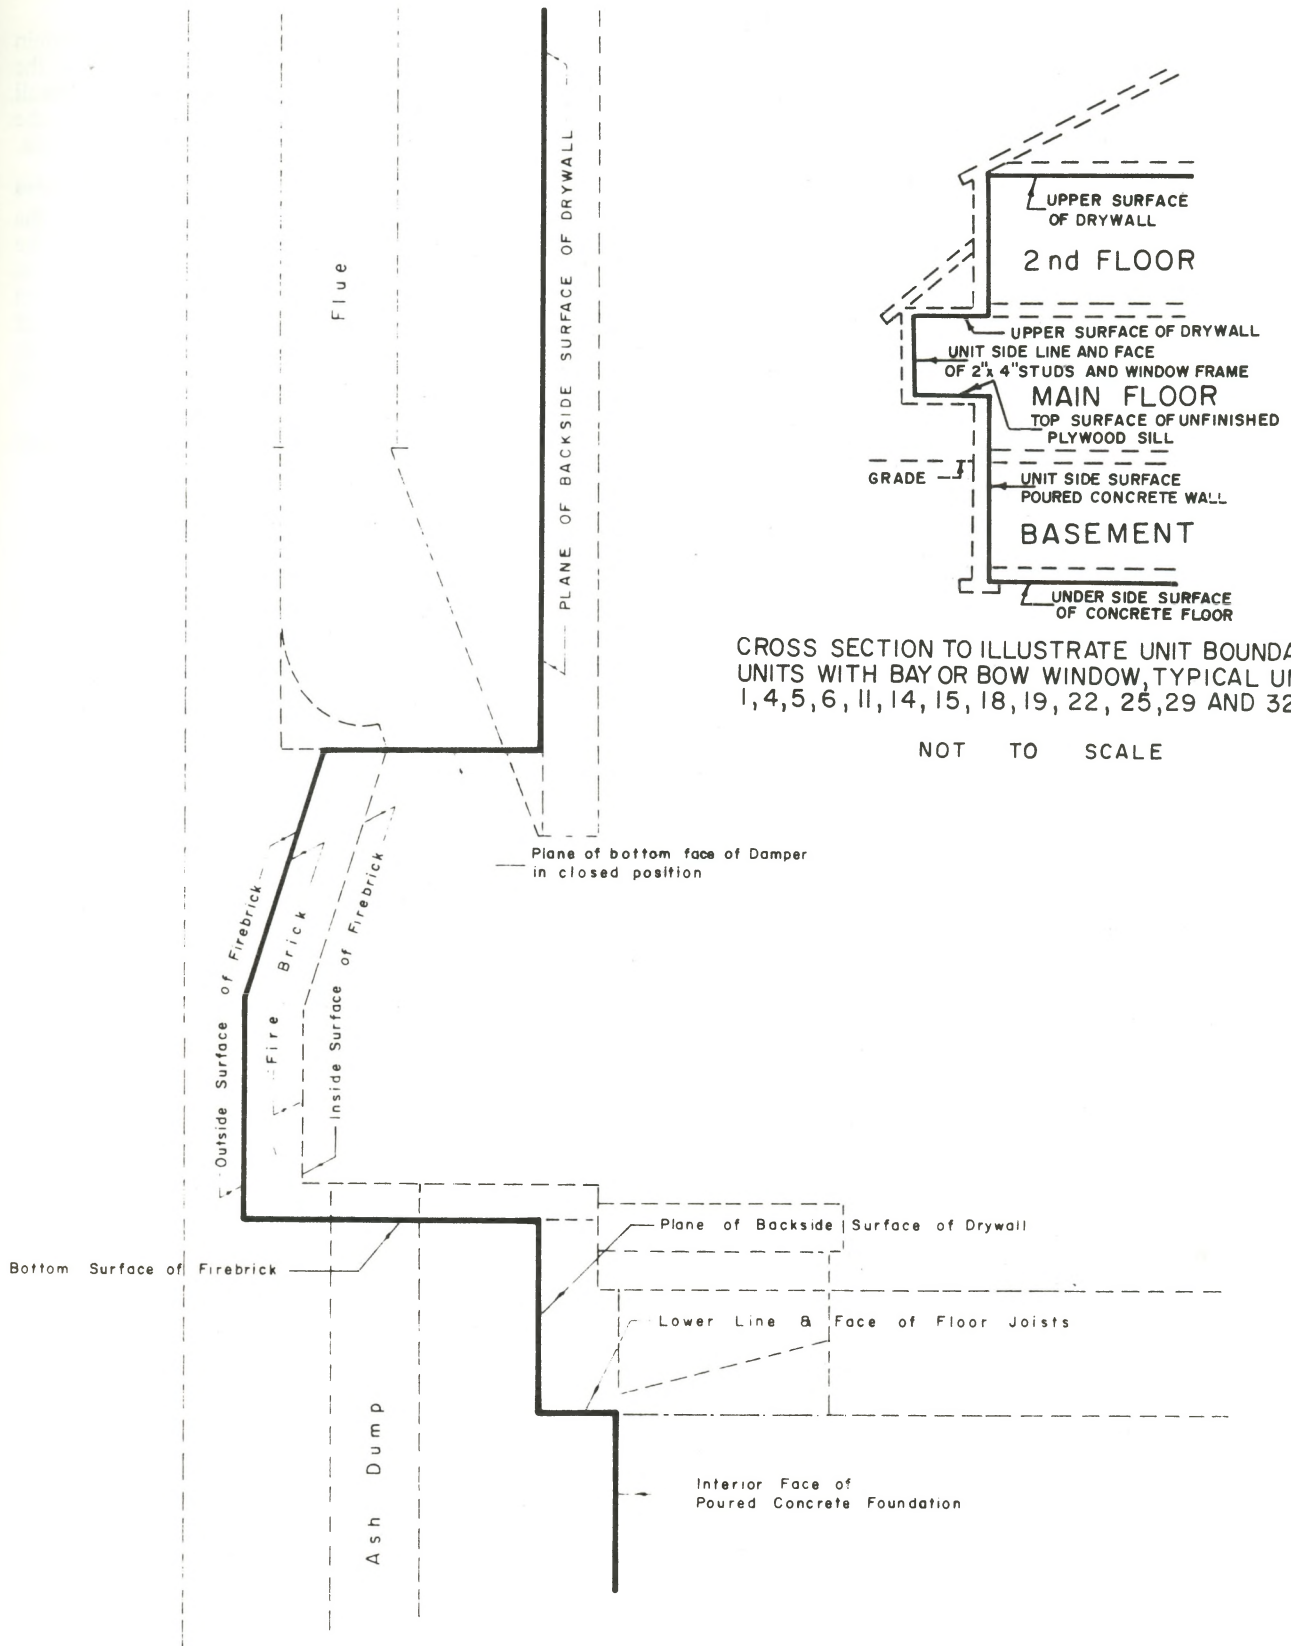 Flue
PLANE OF BACKSIDE SURFACE OF DRYWALL
UPPER SURFACE
OF DRYWALL
2nd FLOOR
UPPER SURFACE OF DRYWALL
UNIT SIDE LINE AND FACE
OF 2"x 4"STUDS AND WINDOW FRAME
MAIN FLOOR
TOP SURFACE OF UNFINISHED
PLYWOOD SILL
GRADE
UNIT SIDE SURFACE
POURED CONCRETE WALL
BASEMENT
UNDER SIDE SURFACE
OF CONCRETE FLOOR
CROSS SECTION TO ILLUSTRATE UNIT BOUNDA
UNITS WITH BAY OR BOW WINDOW, TYPICAL U
1,4,5,6,11,14,15,18,19,22,25,29 AND 32
NOT TO SCALE
Plane of bottom face of Damper
in closed position
Outside Surface of Firebrick
Fire Brick
Inside Surface of Firebrick
Plane of Backside Surface of Drywall
Bottom Surface of Firebrick
Lower Line & Face of Floor Joists
Ash Dump
Interior Face of
Poured Concrete Foundation